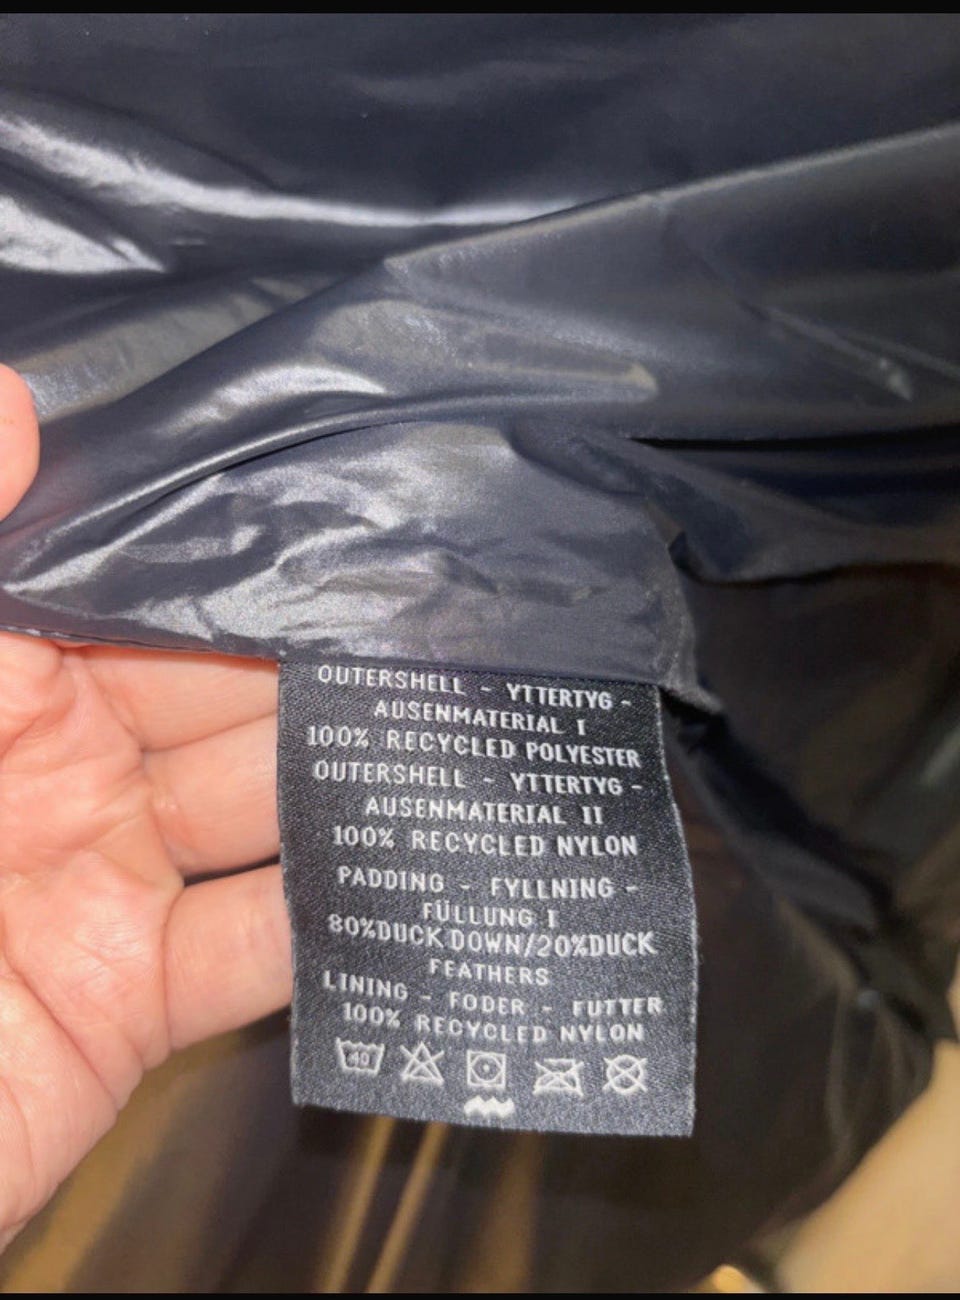 OUTERSHELL - YTTERTYG -
AUSENMATERIAL I
100% RECYCLED POLYESTER
OUTERSHELL - YTTERTYG -
AUSENMATERIAL II
100% RECYCLED NYLON
PADDING - FYLLNING -
FÜLLUNG I
80%DUCK DOWN/20%DUCK
FEATHERS
LINING - FODER - FUTTER
100% RECYCLED NYLON
40